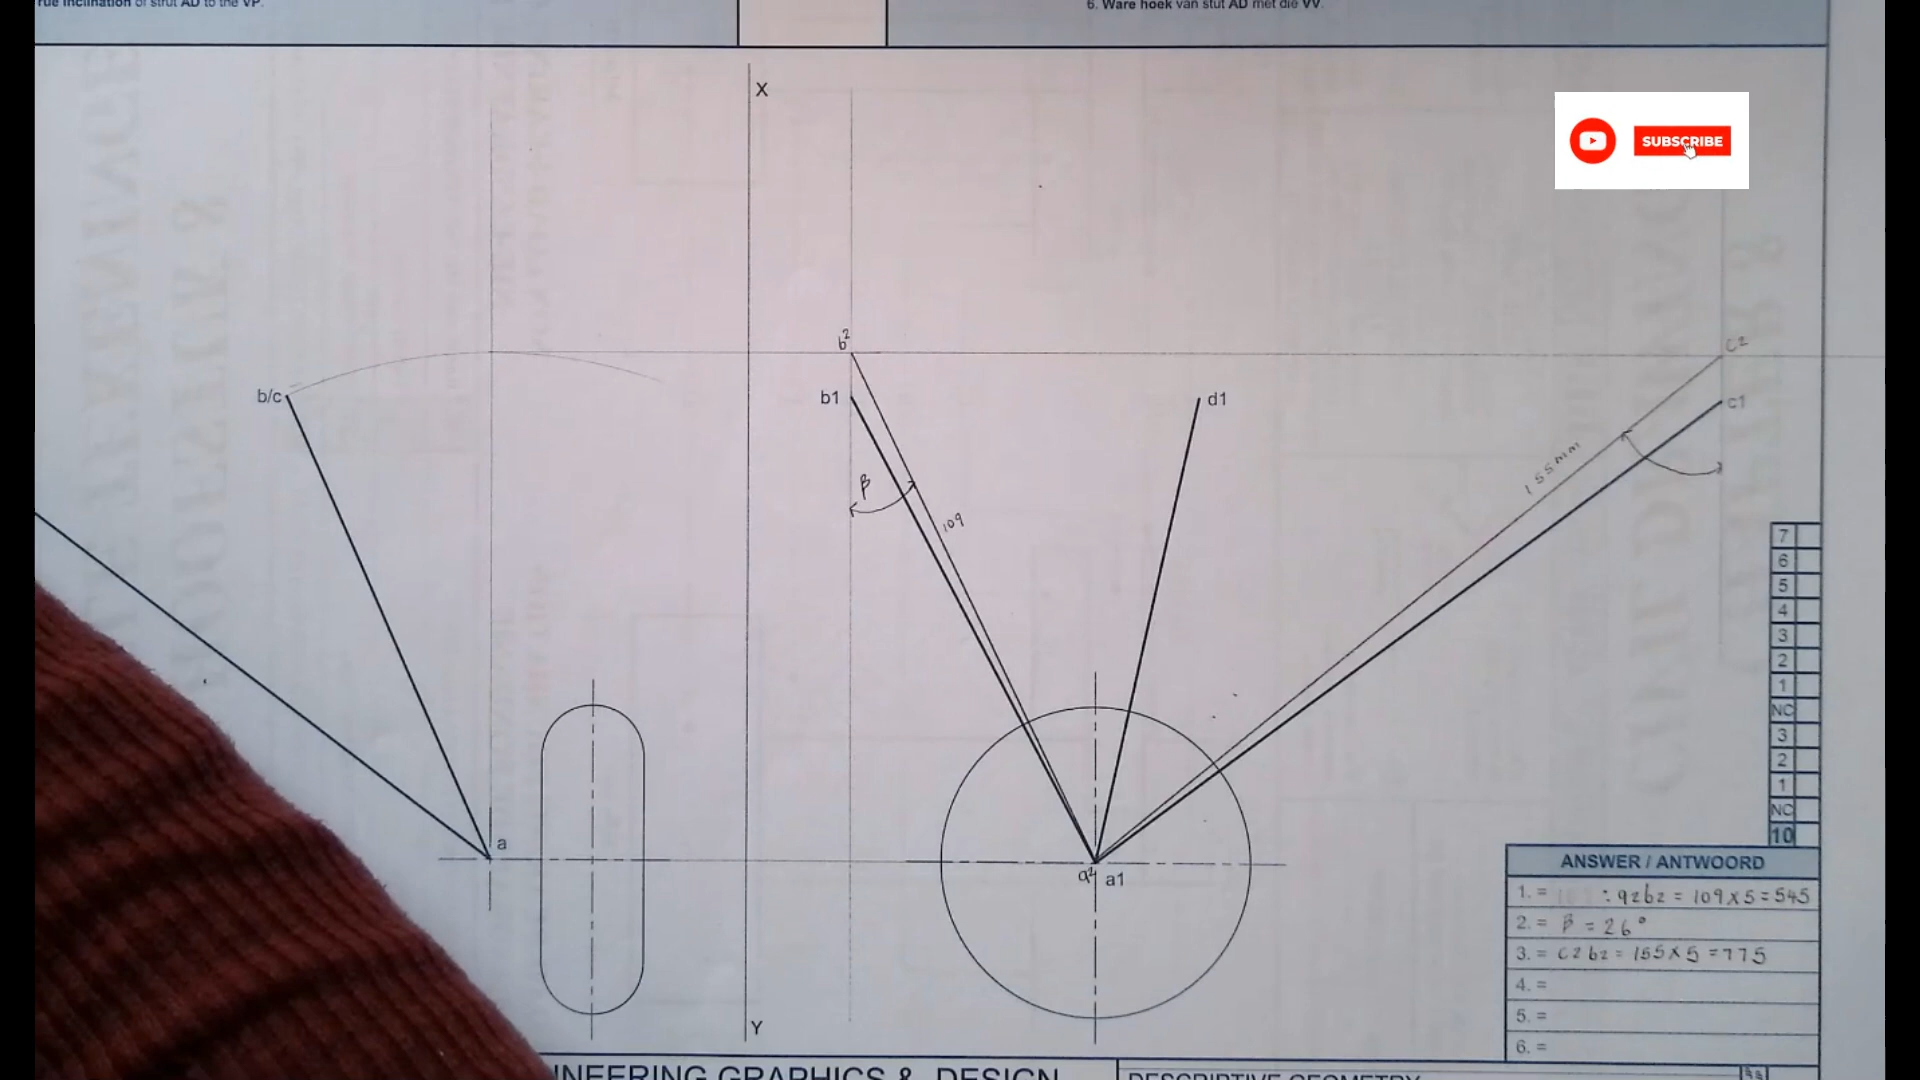 rue inclination of strut AD to the VP.
6. Ware hoek van stut AD met die VV.
X
SUBSCRIBE
b²
c²
b/c
b1
d1
c1
155mm
β
109
a
a²
a1
7
6
5
4
3
2
1
NC
3
2
1
NC
10
ANSWER / ANTWOORD
1. = : a2b2 = 109 x 5 = 545
2. = β = 26°
3. = c2b2 = 155 x 5 = 775
4. =
5. =
6. =
Y
INEERING GRAPHICS & DESIGN
DESCRIPTIVE GEOMETRY